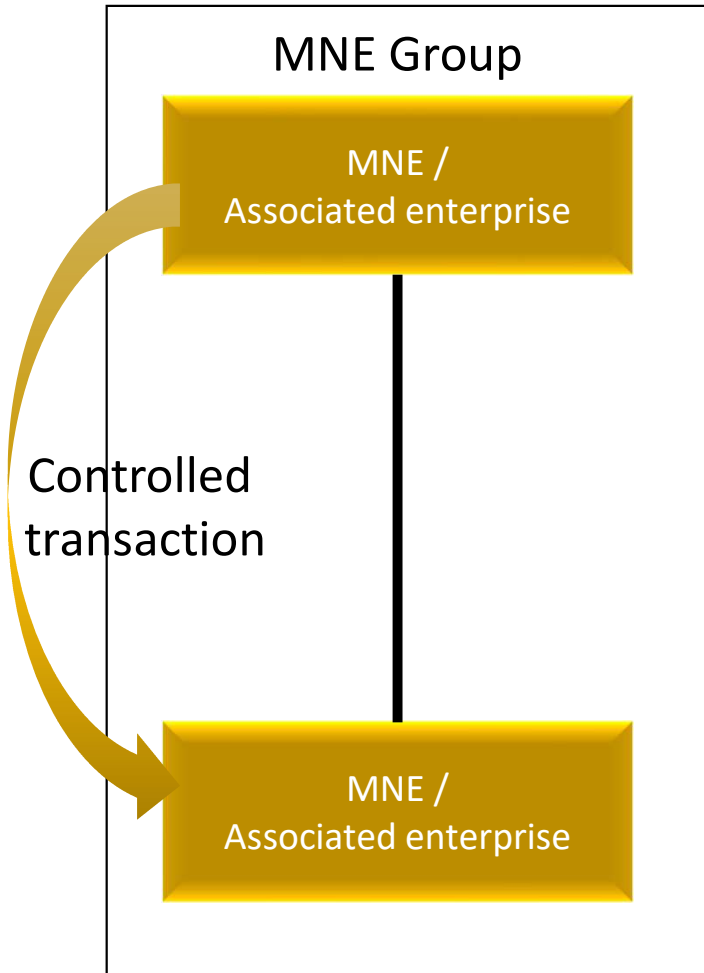 MNE Group
MNE /
Associated enterprise
Controlled
transaction
MNE /
Associated enterprise